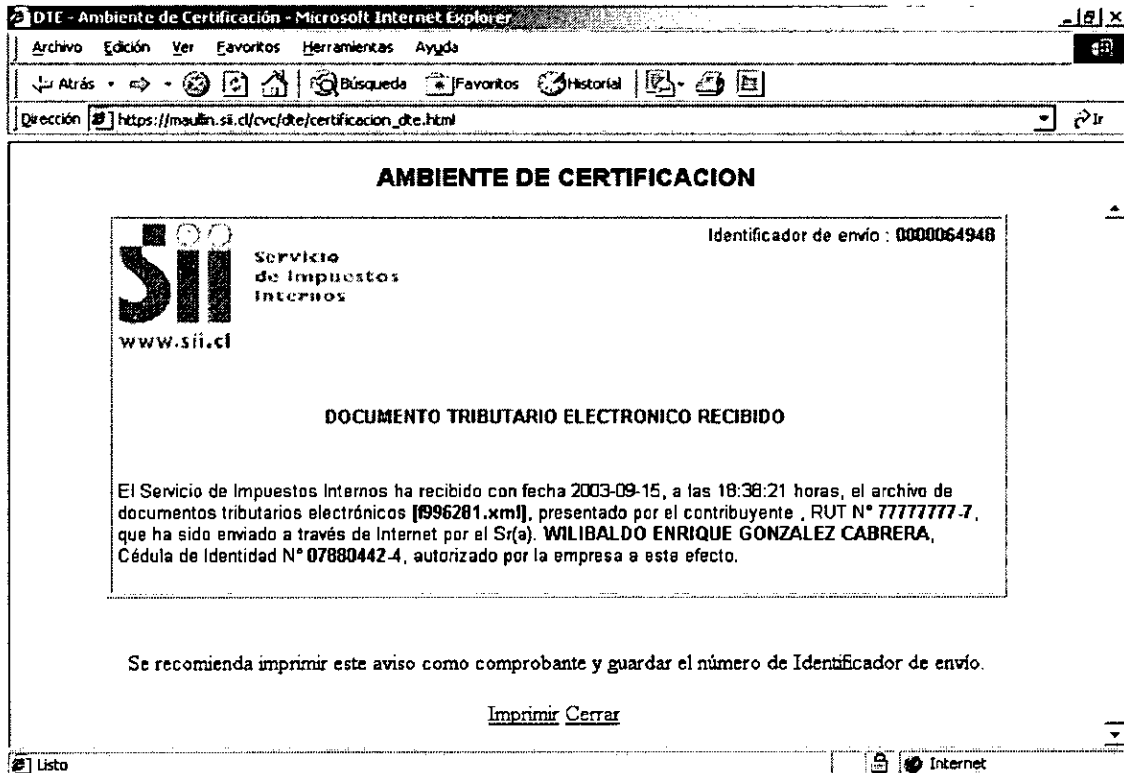 DTE - Ambiente de Certificación - Microsoft Internet Explorer
Archivo Edición Ver Favoritos Herramientas Ayuda
Atrás Búsqueda Favoritos Historial
Dirección https://maullin.sii.cl/cvc/dte/certificacion_dte.html Ir
AMBIENTE DE CERTIFICACION
Identificador de envío : 0000064948
sii
Servicio
de Impuestos
Internos
www.sii.cl
DOCUMENTO TRIBUTARIO ELECTRONICO RECIBIDO
El Servicio de Impuestos Internos ha recibido con fecha 2003-09-15, a las 18:38:21 horas, el archivo de
documentos tributarios electrónicos [f996281.xml], presentado por el contribuyente , RUT N° 77777777-7,
que ha sido enviado a través de Internet por el Sr(a). WILIBALDO ENRIQUE GONZALEZ CABRERA,
Cédula de Identidad N° 07880442-4, autorizado por la empresa a este efecto.
Se recomienda imprimir este aviso como comprobante y guardar el número de Identificador de envío.
Imprimir Cerrar
Listo Internet